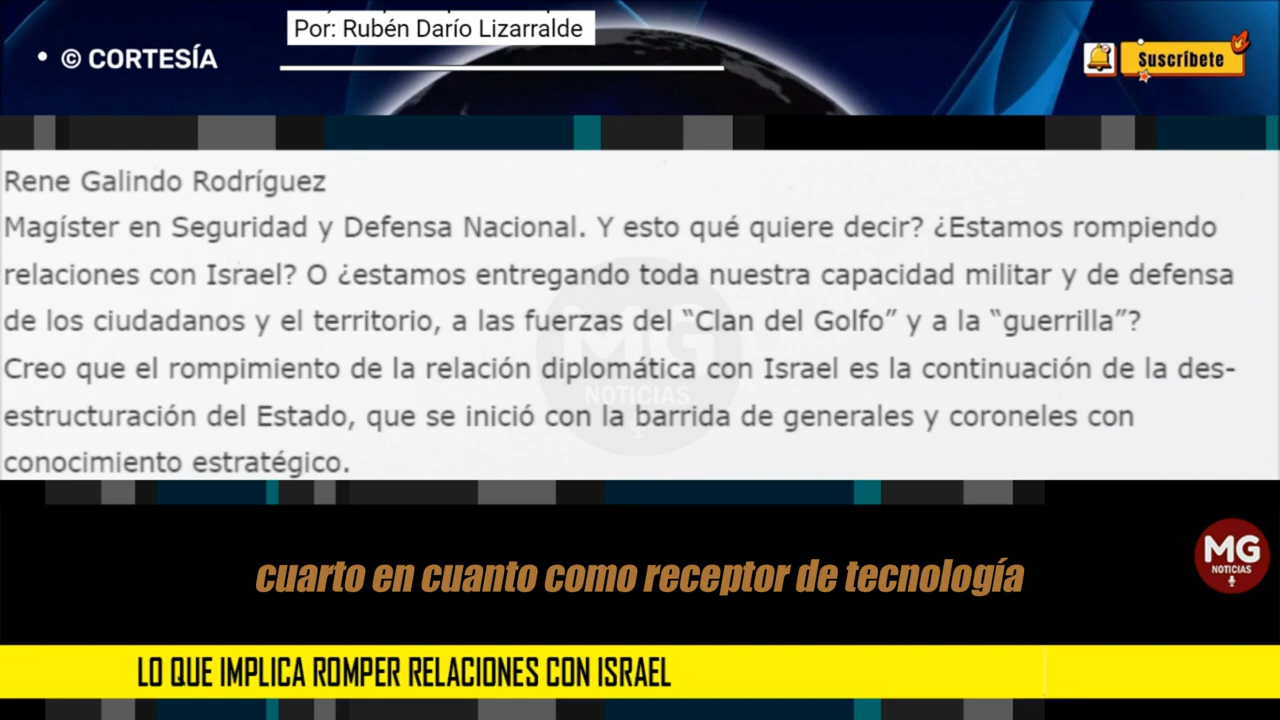 Por: Rubén Darío Lizarralde
• © CORTESÍA
Suscríbete
Rene Galindo Rodríguez
Magíster en Seguridad y Defensa Nacional. Y esto qué quiere decir? ¿Estamos rompiendo
relaciones con Israel? O ¿estamos entregando toda nuestra capacidad militar y de defensa
de los ciudadanos y el territorio, a las fuerzas del “Clan del Golfo” y a la “guerrilla”?
Creo que el rompimiento de la relación diplomática con Israel es la continuación de la des-
estructuración del Estado, que se inició con la barrida de generales y coroneles con
conocimiento estratégico.
MG
NOTICIAS
cuarto en cuanto como receptor de tecnología
MG
NOTICIAS
LO QUE IMPLICA ROMPER RELACIONES CON ISRAEL